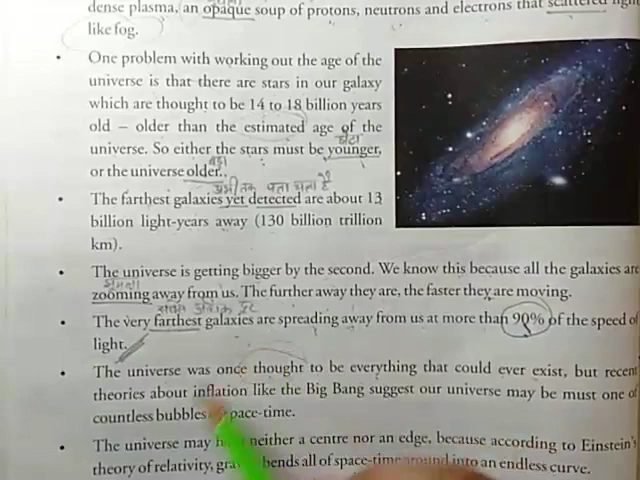 dense plasma, an opaque soup of protons, neutrons and electrons that scattered light
like fog.
• One problem with working out the age of the
universe is that there are stars in our galaxy
which are thought to be 14 to 18 billion years
old – older than the estimated age of the
universe. So either the stars must be younger,
or the universe older.
अभी तक पता चला है
• The farthest galaxies yet detected are about 13
billion light-years away (130 billion trillion
km).
• The universe is getting bigger by the second. We know this because all the galaxies are
zooming away from us. The further away they are, the faster they are moving.
• The very farthest galaxies are spreading away from us at more than 90% of the speed of
light.
• The universe was once thought to be everything that could ever exist, but recent
theories about inflation like the Big Bang suggest our universe may be must one of
countless bubbles space-time.
• The universe may neither a centre nor an edge, because according to Einstein's
theory of relativity, bends all of space-time around into an endless curve.